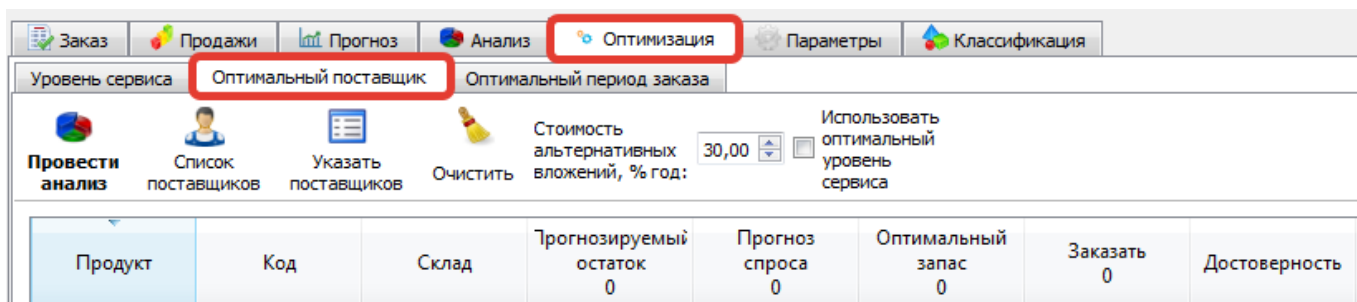 Заказ Продажи Прогноз Анализ Оптимизация Параметры Классификация
Уровень сервиса Оптимальный поставщик Оптимальный период заказа
Провести
анализ
Список
поставщиков
Указать
поставщиков
Очистить
Стоимость
альтернативных
вложений, % год:
30,00
Использовать
оптимальный
уровень
сервиса
Продукт
Код
Склад
Прогнозируемый
остаток
0
Прогноз
спроса
0
Оптимальный
запас
0
Заказать
0
Достоверность